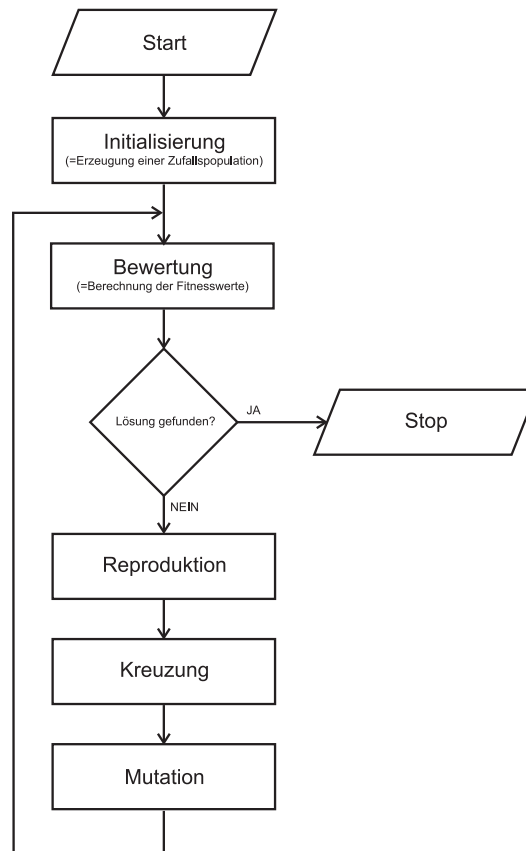 Start
Initialisierung
(=Erzeugung einer Zufallspopulation)
Bewertung
(=Berechnung der Fitnesswerte)
Lösung gefunden?
JA
Stop
NEIN
Reproduktion
Kreuzung
Mutation